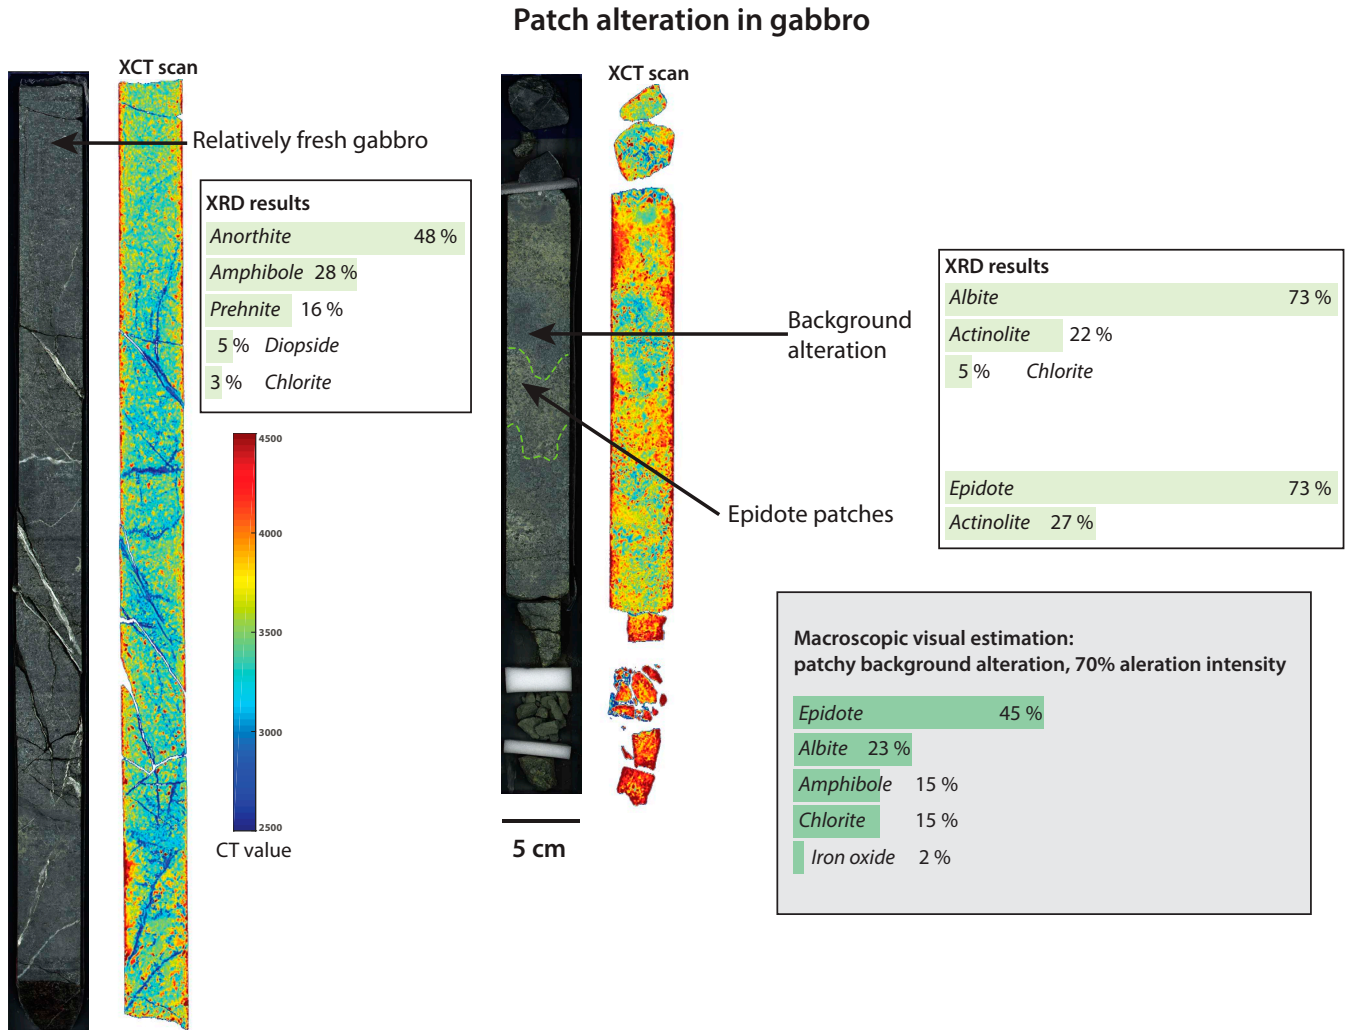 Patch alteration in gabbro
XCT scan
Relatively fresh gabbro
XRD results
Anorthite 48 %
Amphibole 28 %
Prehnite 16 %
5 % Diopside
3 % Chlorite
4500
4000
3500
3000
2500
CT value
XCT scan
Background
alteration
Epidote patches
5 cm
XRD results
Albite 73 %
Actinolite 22 %
5 % Chlorite
Epidote 73 %
Actinolite 27 %
Macroscopic visual estimation:
patchy background alteration, 70% aleration intensity
Epidote 45 %
Albite 23 %
Amphibole 15 %
Chlorite 15 %
Iron oxide 2 %